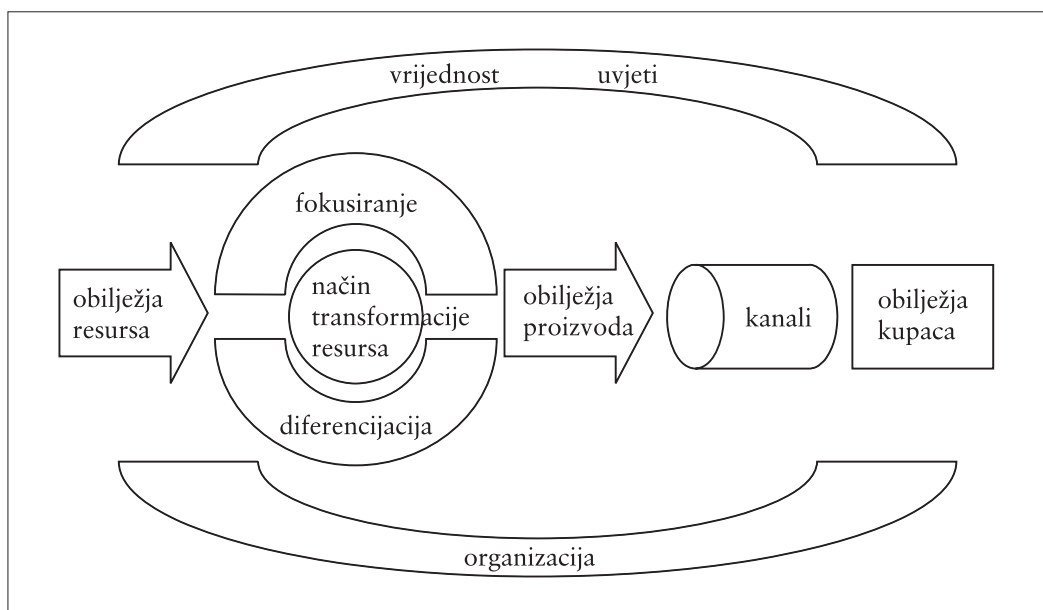 vrijednost uvjeti
fokusiranje
obilježja
resursa
način
transformacije
resursa
obilježja
proizvoda
kanali
obilježja
kupaca
diferencijacija
organizacija